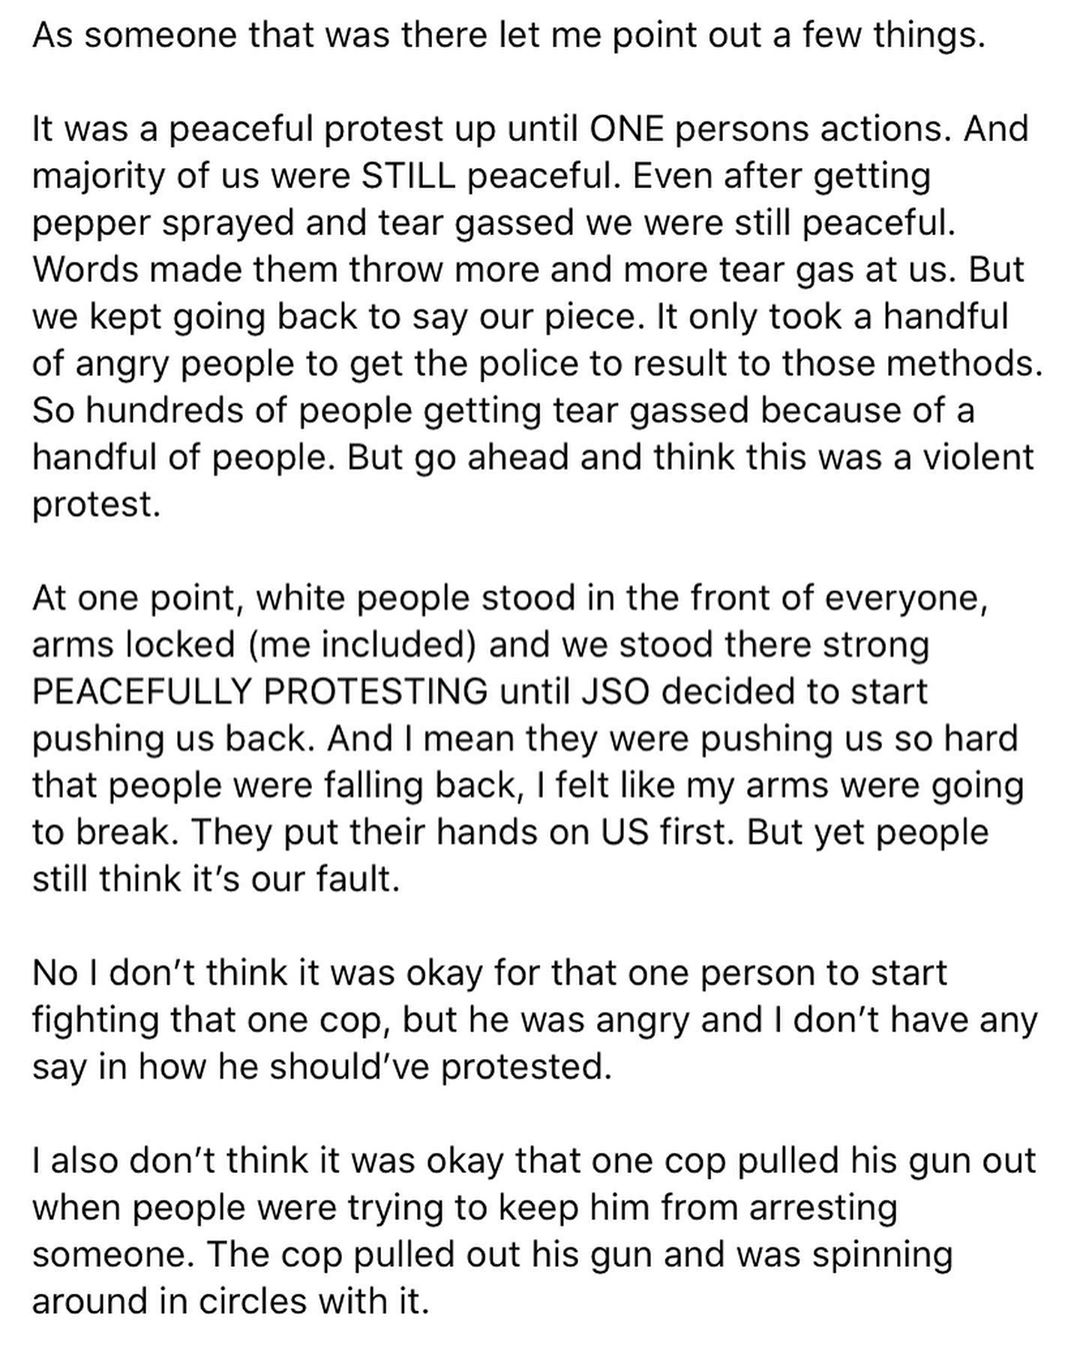 As someone that was there let me point out a few things.
It was a peaceful protest up until ONE persons actions. And
majority of us were STILL peaceful. Even after getting
pepper sprayed and tear gassed we were still peaceful.
Words made them throw more and more tear gas at us. But
we kept going back to say our piece. It only took a handful
of angry people to get the police to result to those methods.
So hundreds of people getting tear gassed because of a
handful of people. But go ahead and think this was a violent
protest.
At one point, white people stood in the front of everyone,
arms locked (me included) and we stood there strong
PEACEFULLY PROTESTING until JSO decided to start
pushing us back. And I mean they were pushing us so hard
that people were falling back, I felt like my arms were going
to break. They put their hands on US first. But yet people
still think it’s our fault.
No I don’t think it was okay for that one person to start
fighting that one cop, but he was angry and I don’t have any
say in how he should’ve protested.
I also don’t think it was okay that one cop pulled his gun out
when people were trying to keep him from arresting
someone. The cop pulled out his gun and was spinning
around in circles with it.